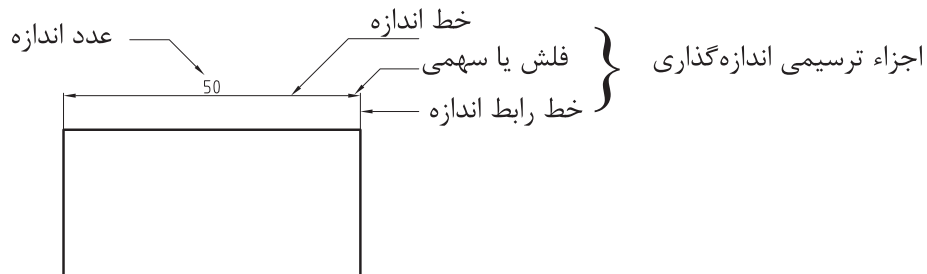 خط اندازه
عدد اندازه
اجزاء ترسیمی اندازه‌گذاری
فلش یا سهمی
50
خط رابط اندازه